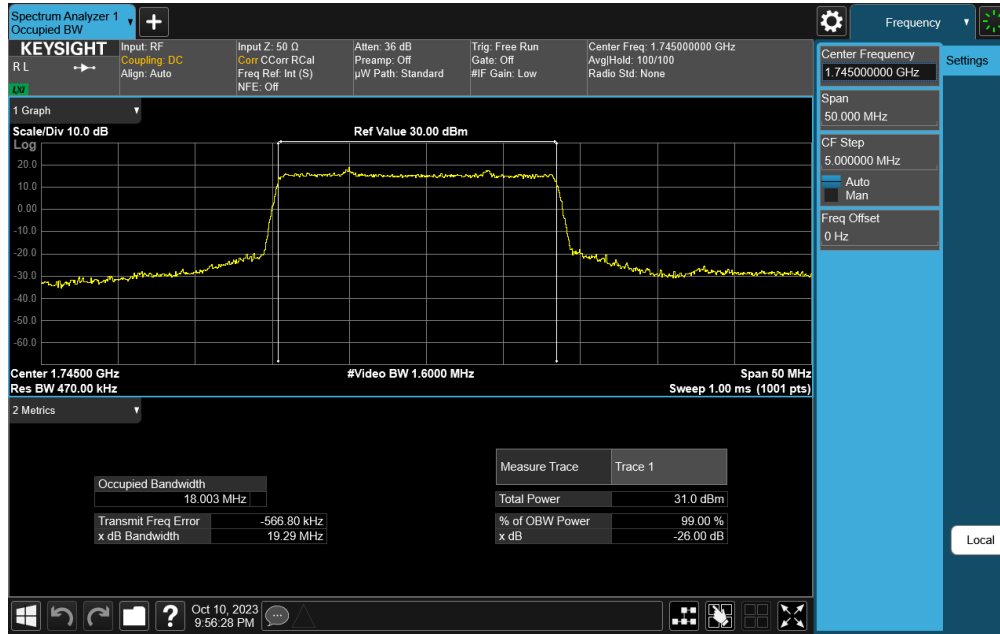 Spectrum Analyzer 1
Occupied BW
+
Frequency
KEYSIGHT
R L
LXI
Input: RF
Coupling: DC
Align: Auto
Input Z: 50 Ω
Corr CCorr RCal
Freq Ref: Int (S)
NFE: Off
Atten: 36 dB
Preamp: Off
µW Path: Standard
Trig: Free Run
Gate: Off
#IF Gain: Low
Center Freq: 1.745000000 GHz
Avg|Hold: 100/100
Radio Std: None
Center Frequency
1.745000000 GHz
Settings
Span
50.000 MHz
CF Step
5.000000 MHz
Auto
Man
Freq Offset
0 Hz
Local
1 Graph
Scale/Div 10.0 dB
Ref Value 30.00 dBm
Log
20.0
10.0
0.00
-10.0
-20.0
-30.0
-40.0
-50.0
-60.0
Center 1.74500 GHz
#Video BW 1.6000 MHz
Span 50 MHz
Res BW 470.00 kHz
Sweep 1.00 ms (1001 pts)
2 Metrics
Measure Trace
Trace 1
Occupied Bandwidth
18.003 MHz
Total Power
31.0 dBm
Transmit Freq Error
-566.80 kHz
% of OBW Power
99.00 %
x dB Bandwidth
19.29 MHz
x dB
-26.00 dB
?
Oct 10, 2023
9:56:28 PM